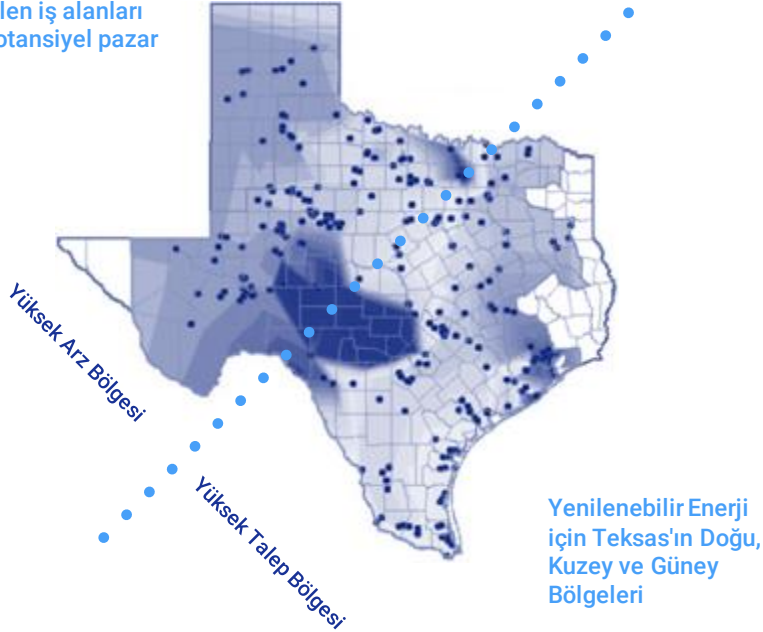 len iş alanları
otansiyel pazar
Yüksek Arz Bölgesi
Yüksek Talep Bölgesi
Yenilenebilir Enerji
için Teksas'ın Doğu,
Kuzey ve Güney
Bölgeleri